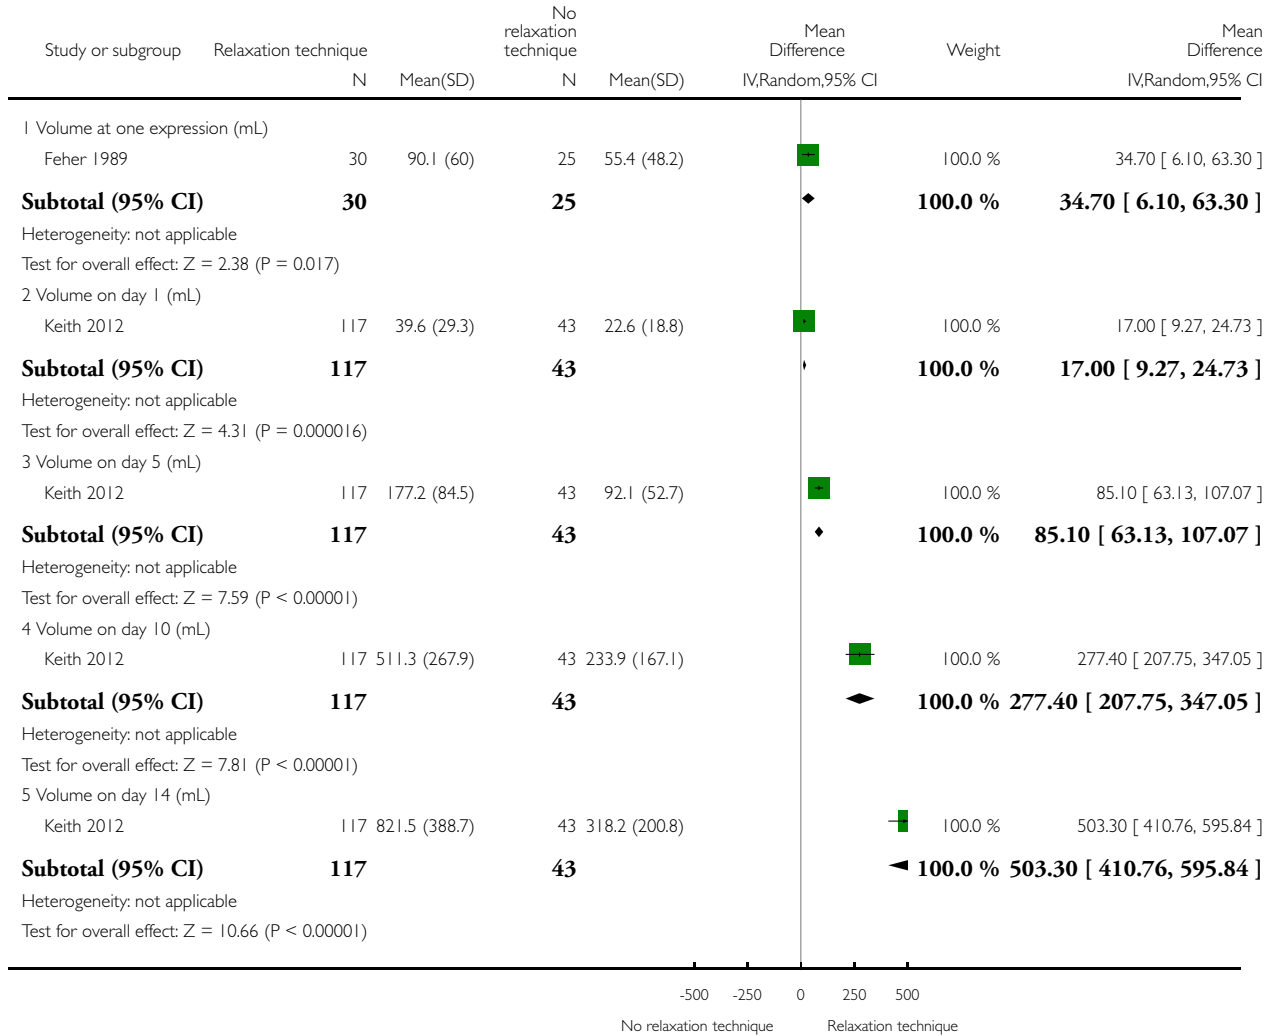 Study or subgroup Relaxation technique No relaxation technique Mean Difference Weight Mean Difference
N Mean(SD) N Mean(SD) IV,Random,95% CI IV,Random,95% CI
1 Volume at one expression (mL)
Feher 1989 30 90.1 (60) 25 55.4 (48.2) 100.0 % 34.70 [ 6.10, 63.30 ]
Subtotal (95% CI) 30 25 100.0 % 34.70 [ 6.10, 63.30 ]
Heterogeneity: not applicable
Test for overall effect: Z = 2.38 (P = 0.017)
2 Volume on day 1 (mL)
Keith 2012 117 39.6 (29.3) 43 22.6 (18.8) 100.0 % 17.00 [ 9.27, 24.73 ]
Subtotal (95% CI) 117 43 100.0 % 17.00 [ 9.27, 24.73 ]
Heterogeneity: not applicable
Test for overall effect: Z = 4.31 (P = 0.000016)
3 Volume on day 5 (mL)
Keith 2012 117 177.2 (84.5) 43 92.1 (52.7) 100.0 % 85.10 [ 63.13, 107.07 ]
Subtotal (95% CI) 117 43 100.0 % 85.10 [ 63.13, 107.07 ]
Heterogeneity: not applicable
Test for overall effect: Z = 7.59 (P < 0.00001)
4 Volume on day 10 (mL)
Keith 2012 117 511.3 (267.9) 43 233.9 (167.1) 100.0 % 277.40 [ 207.75, 347.05 ]
Subtotal (95% CI) 117 43 100.0 % 277.40 [ 207.75, 347.05 ]
Heterogeneity: not applicable
Test for overall effect: Z = 7.81 (P < 0.00001)
5 Volume on day 14 (mL)
Keith 2012 117 821.5 (388.7) 43 318.2 (200.8) 100.0 % 503.30 [ 410.76, 595.84 ]
Subtotal (95% CI) 117 43 100.0 % 503.30 [ 410.76, 595.84 ]
Heterogeneity: not applicable
Test for overall effect: Z = 10.66 (P < 0.00001)
-500 -250 0 250 500
No relaxation technique Relaxation technique